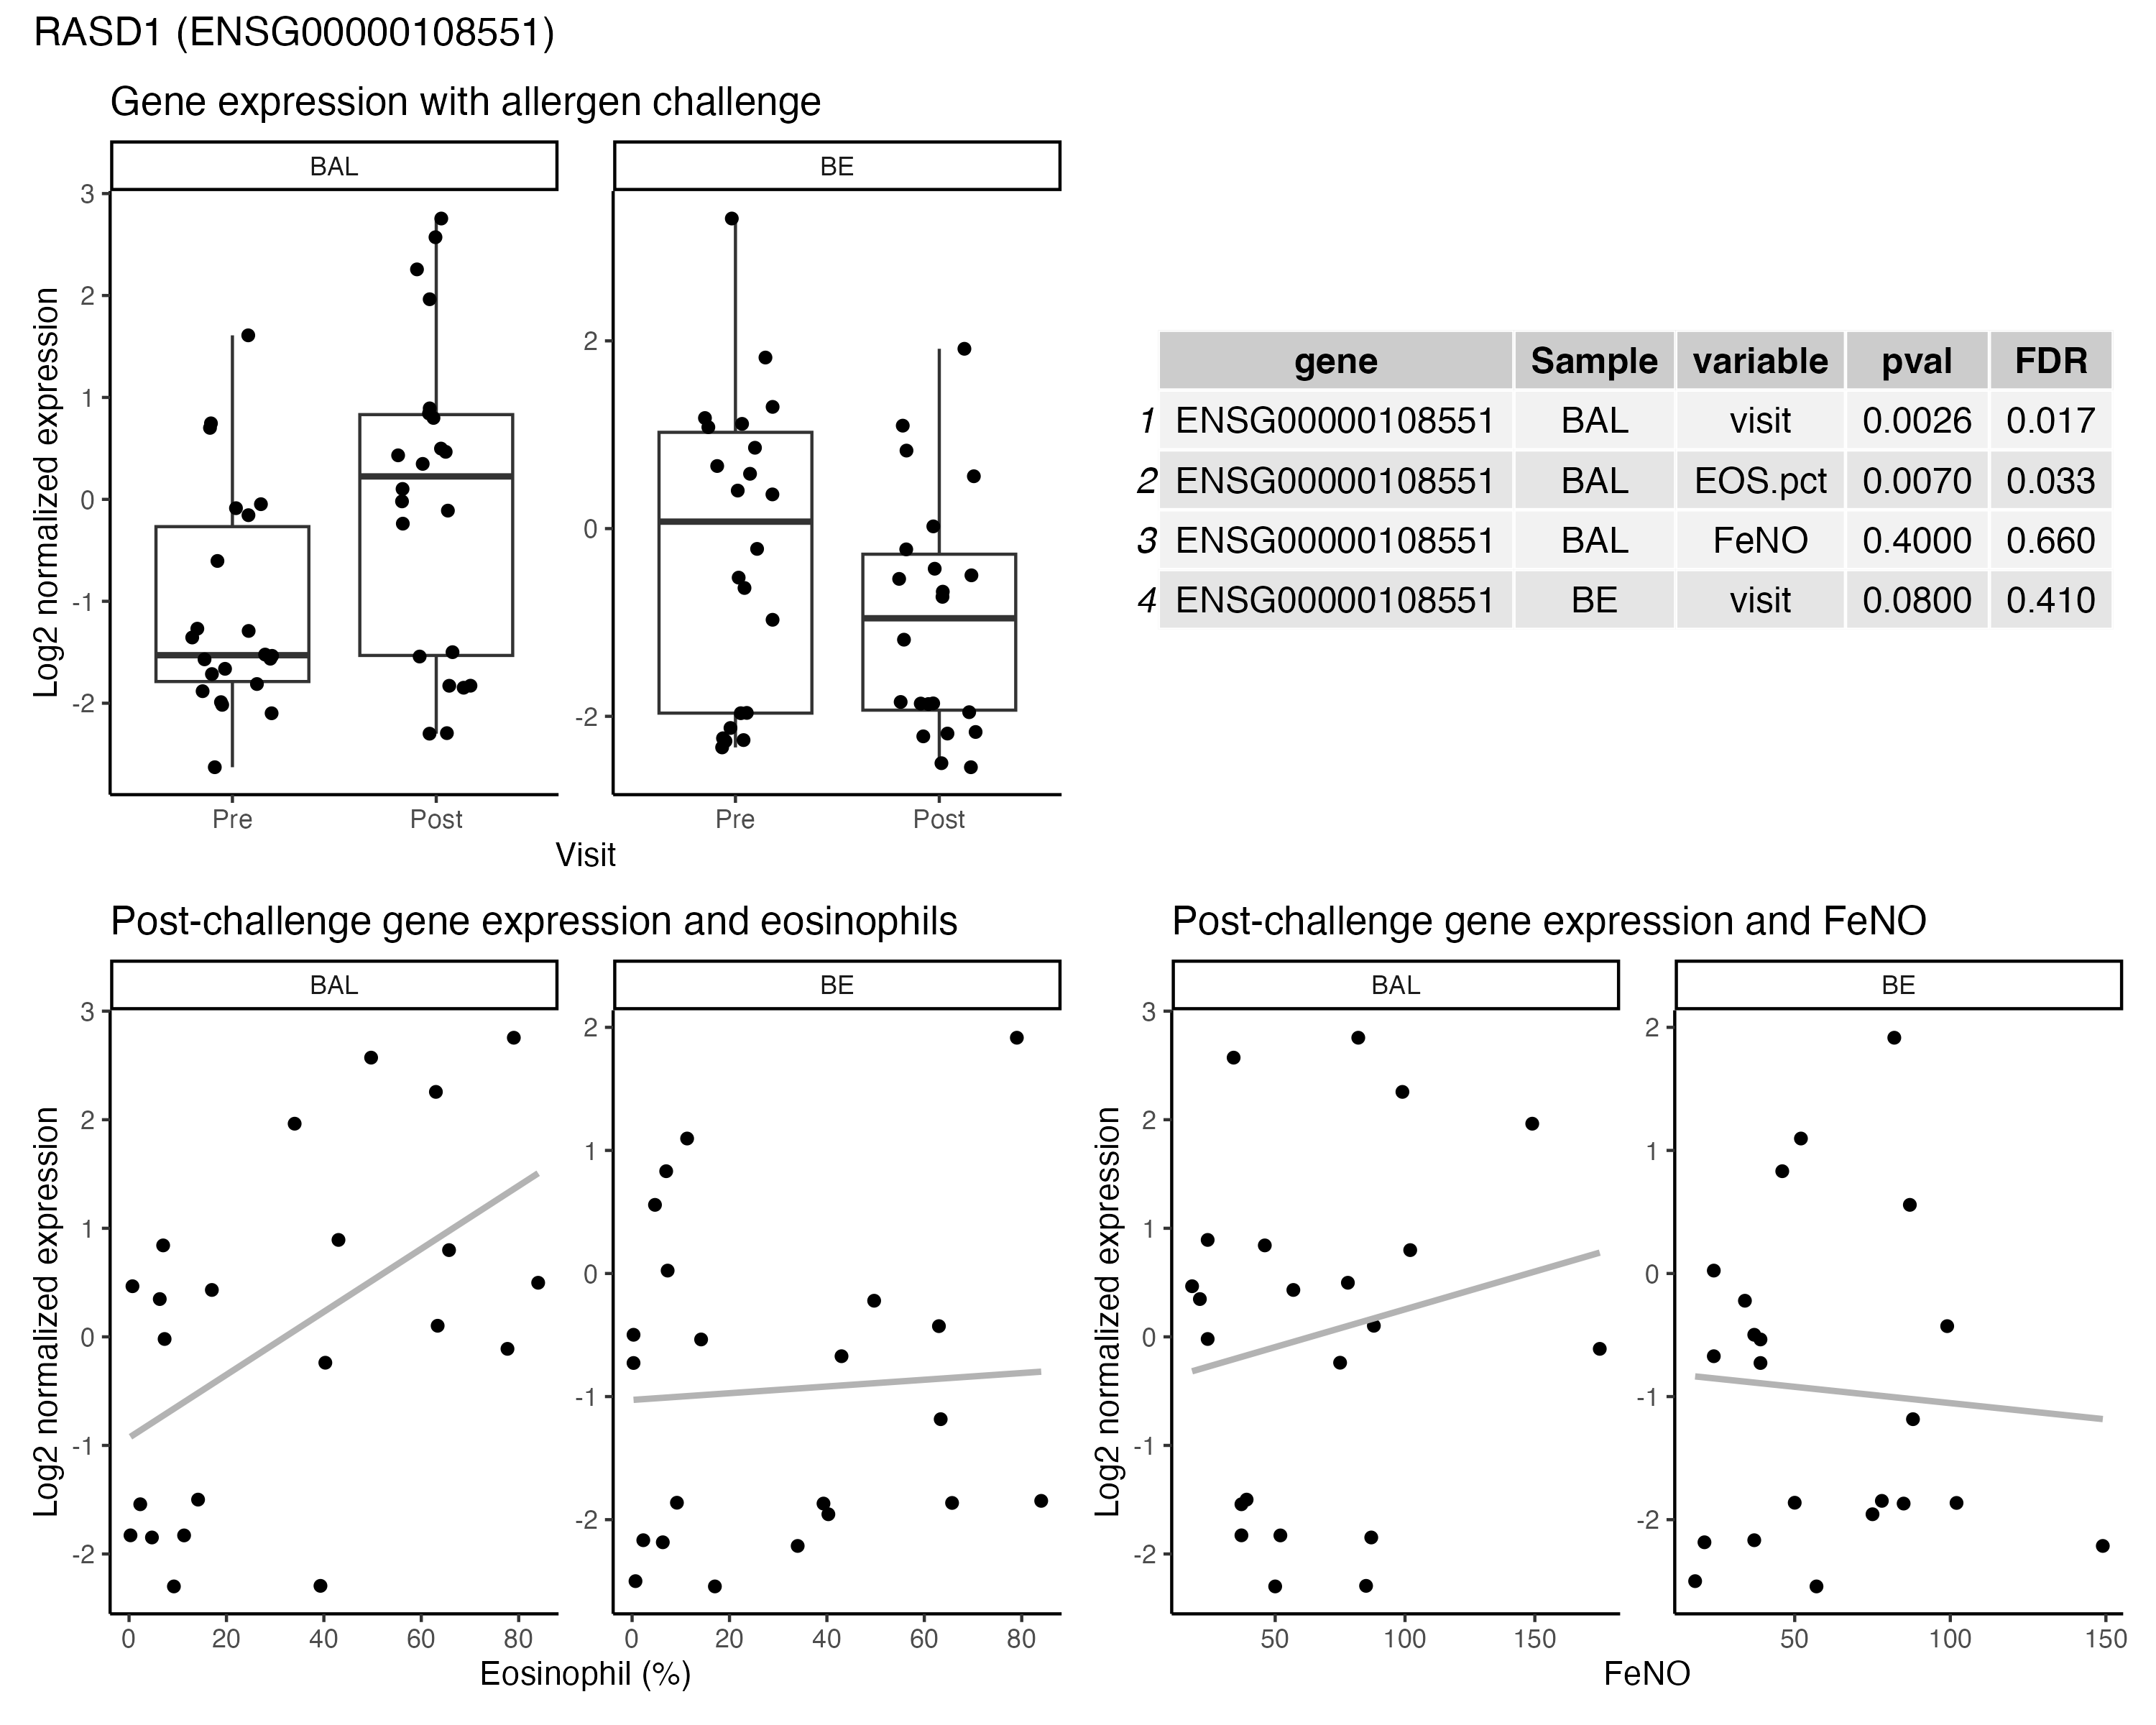 RASD1 (ENSG00000108551)
Gene expression with allergen challenge
BAL
BE
Log2 normalized expression
3
2
1
0
-1
-2
2
0
-2
Pre
Post
Pre
Post
Visit
gene Sample variable pval FDR
1 ENSG00000108551 BAL visit 0.0026 0.017
2 ENSG00000108551 BAL EOS.pct 0.0070 0.033
3 ENSG00000108551 BAL FeNO 0.4000 0.660
4 ENSG00000108551 BE visit 0.0800 0.410
Post-challenge gene expression and eosinophils
BAL
BE
Log2 normalized expression
3
2
1
0
-1
-2
2
1
0
-1
-2
0 20 40 60 80
0 20 40 60 80
Eosinophil (%)
Post-challenge gene expression and FeNO
BAL
BE
Log2 normalized expression
3
2
1
0
-1
-2
2
1
0
-1
-2
50 100 150
50 100 150
FeNO